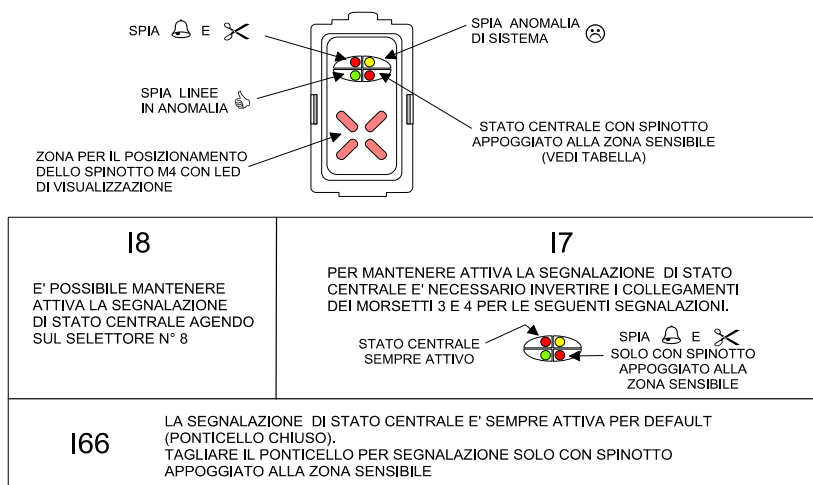 SPIA E
SPIA ANOMALIA
DI SISTEMA
SPIA LINEE
IN ANOMALIA
STATO CENTRALE CON SPINOTTO
APPOGGIATO ALLA ZONA SENSIBILE
(VEDI TABELLA)
ZONA PER IL POSIZIONAMENTO
DELLO SPINOTTO M4 CON LED
DI VISUALIZZAZIONE
I8
E' POSSIBILE MANTENERE
ATTIVA LA SEGNALAZIONE
DI STATO CENTRALE AGENDO
SUL SELETTORE N° 8
I7
PER MANTENERE ATTIVA LA SEGNALAZIONE DI STATO
CENTRALE E' NECESSARIO INVERTIRE I COLLEGAMENTI
DEI MORSETTI 3 E 4 PER LE SEGUENTI SEGNALAZIONI.
STATO CENTRALE
SEMPRE ATTIVO
SPIA E
SOLO CON SPINOTTO
APPOGGIATO ALLA
ZONA SENSIBILE
I66
LA SEGNALAZIONE DI STATO CENTRALE E' SEMPRE ATTIVA PER DEFAULT
(PONTICELLO CHIUSO).
TAGLIARE IL PONTICELLO PER SEGNALAZIONE SOLO CON SPINOTTO
APPOGGIATO ALLA ZONA SENSIBILE